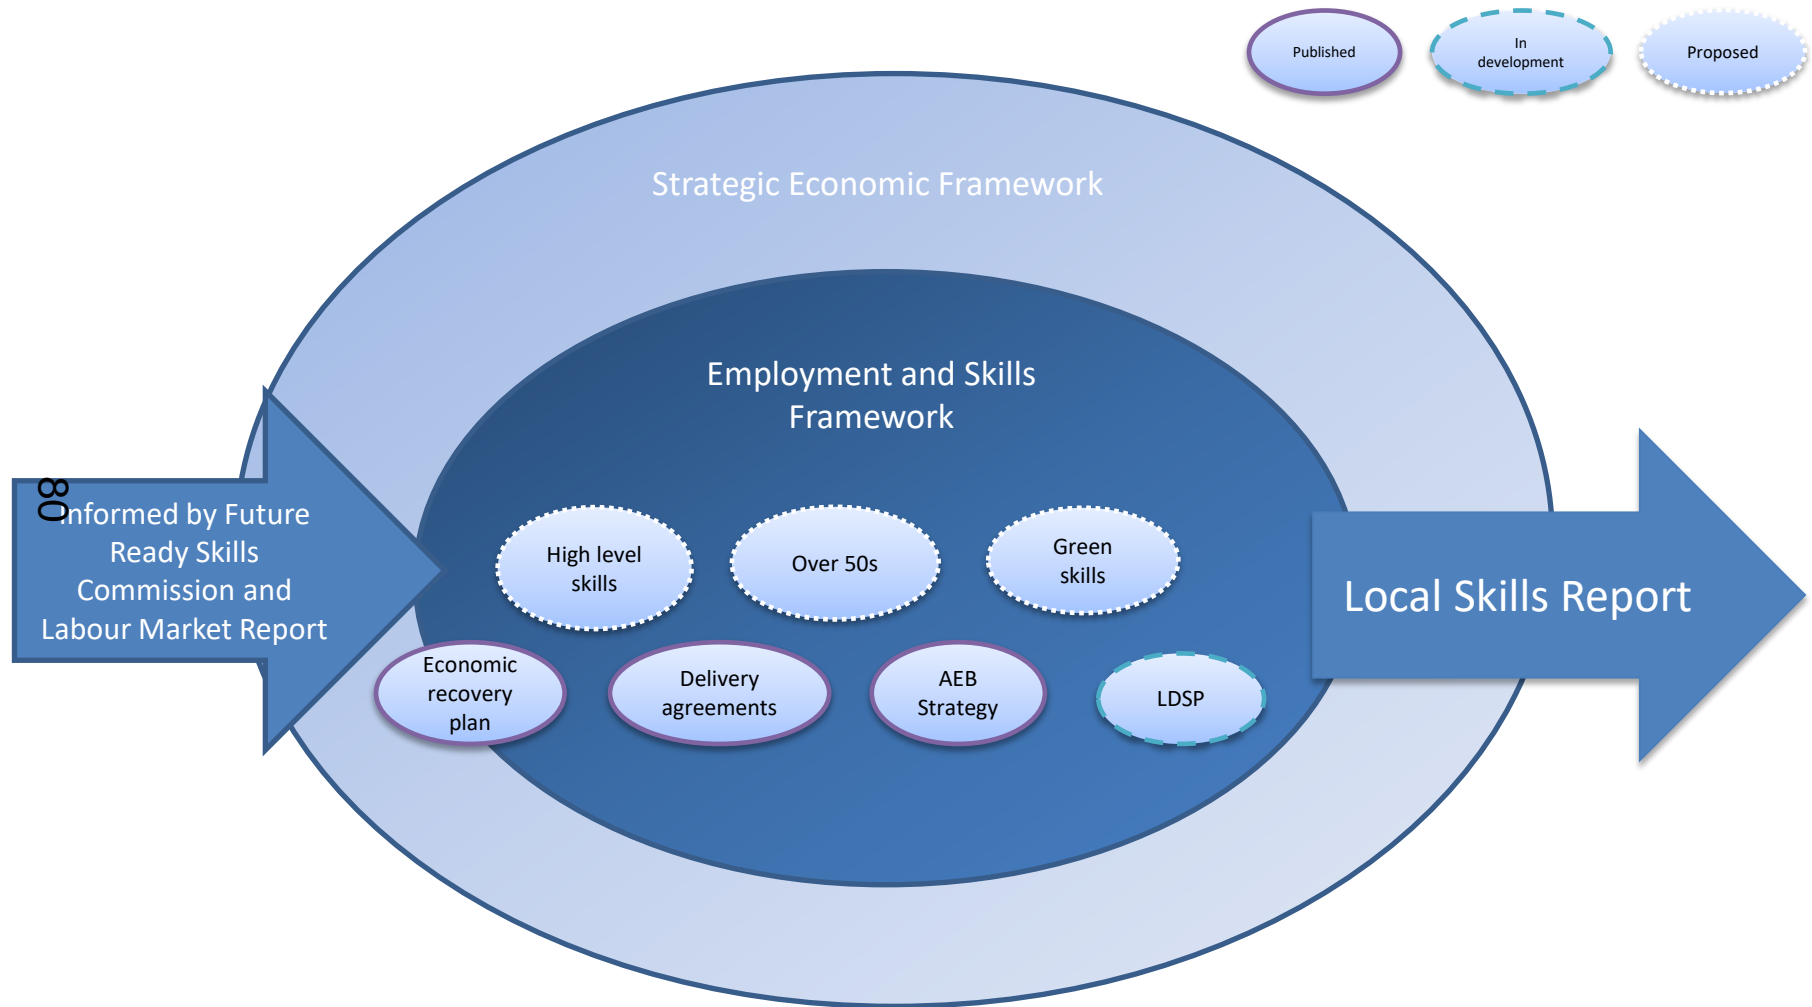 Published
In
development
Proposed
Strategic Economic Framework
Employment and Skills
Framework
80
Informed by Future
Ready Skills
Commission and
Labour Market Report
High level
skills
Over 50s
Green
skills
Economic
recovery
plan
Delivery
agreements
AEB
Strategy
LDSP
Local Skills Report